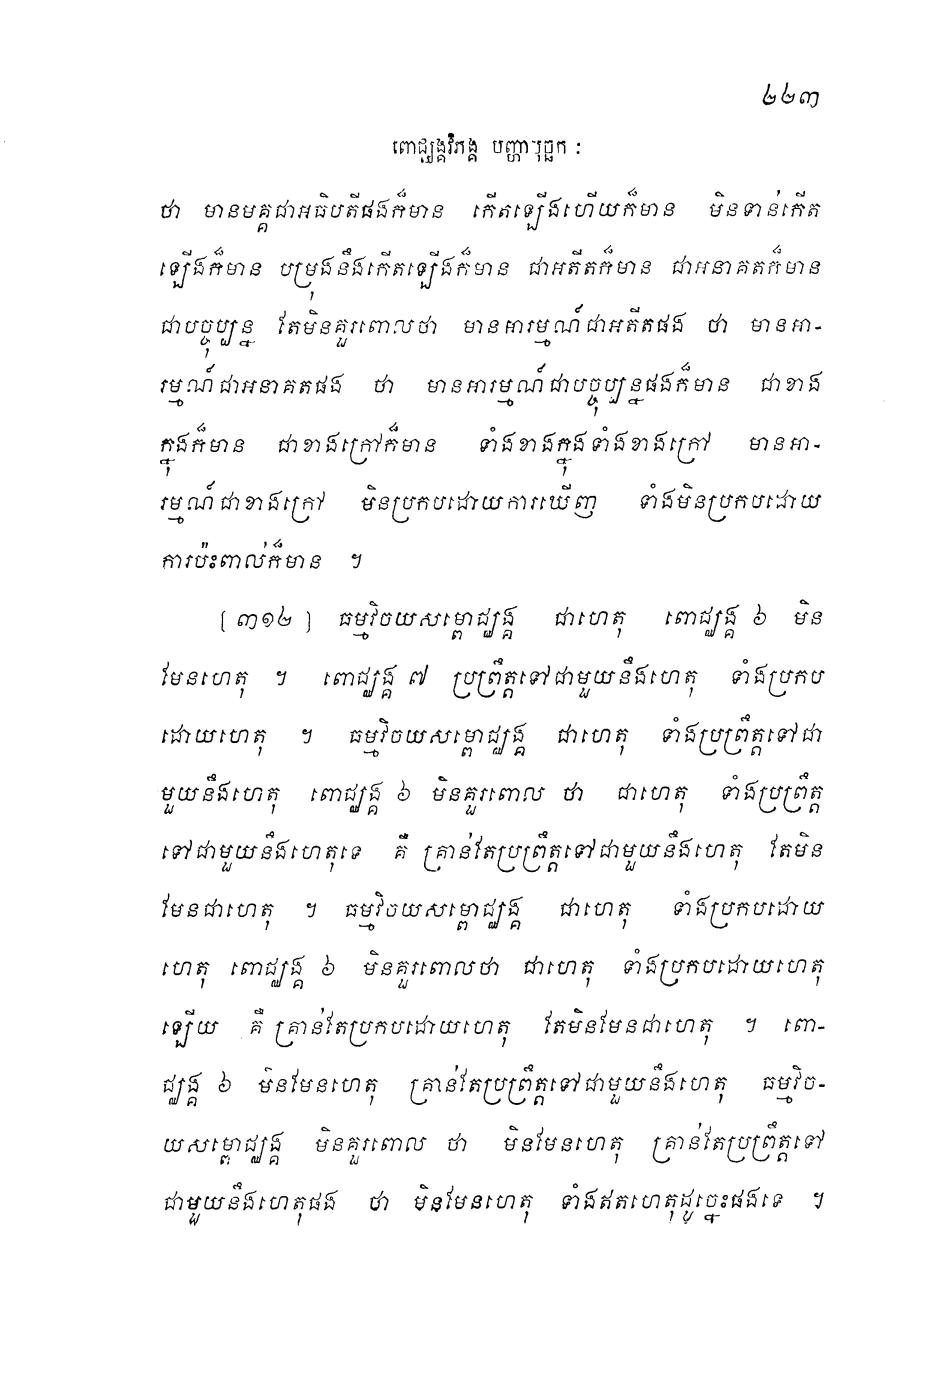 ២២៣
ពោជ្ឈង្គវិភង្គ បញ្ហាបុច្ឆក :
ថា មានមគ្គជាអធិបតីផងក៏មាន កើតឡើងហើយក៏មាន មិនទាន់កើត
ឡើងក៏មាន បម្រុងនឹងកើតឡើងក៏មាន ជាអតីតក៏មាន ជាអនាគតក៏មាន
ជាបច្ចុប្បន្ន តែមិនគួរពោលថា មានអារម្មណ៍ជាអតីតផង ថា មានអា-
រម្មណ៍ជាអនាគតផង ថា មានអារម្មណ៍ជាបច្ចុប្បន្នផងក៏មាន ជាខាង
ក្នុងក៏មាន ជាខាងក្រៅក៏មាន ទាំងខាងក្នុងទាំងខាងក្រៅ មានអា-
រម្មណ៍ជាខាងក្រៅ មិនប្រកបដោយការឃើញ ទាំងមិនប្រកបដោយ
ការប៉ះពាល់ក៏មាន ។
[ ៣១២ ] ធម្មវិចយសម្ពោជ្ឈង្គ ជាហេតុ ពោជ្ឈង្គ ៦ មិន
មែនហេតុ ។ ពោជ្ឈង្គ ៧ ប្រព្រឹត្តទៅជាមួយនឹងហេតុ ទាំងប្រកប
ដោយហេតុ ។ ធម្មវិចយសម្ពោជ្ឈង្គ ជាហេតុ ទាំងប្រព្រឹត្តទៅជា
មួយនឹងហេតុ ពោជ្ឈង្គ ៦ មិនគួរពោល ថា ជាហេតុ ទាំងប្រព្រឹត្ត
ទៅជាមួយនឹងហេតុទេ គឺ គ្រាន់តែប្រព្រឹត្តទៅជាមួយនឹងហេតុ តែមិន
មែនជាហេតុ ។ ធម្មវិចយសម្ពោជ្ឈង្គ ជាហេតុ ទាំងប្រកបដោយ
ហេតុ ពោជ្ឈង្គ ៦ មិនគួរពោលថា ជាហេតុ ទាំងប្រកបដោយហេតុ
ឡើយ គឺ គ្រាន់តែប្រកបដោយហេតុ តែមិនមែនជាហេតុ ។ ពោ-
ជ្ឈង្គ ៦ មិនមែនហេតុ គ្រាន់តែប្រព្រឹត្តទៅជាមួយនឹងហេតុ ធម្មវិច-
យសម្ពោជ្ឈង្គ មិនគួរពោល ថា មិនមែនហេតុ គ្រាន់តែប្រព្រឹត្តទៅ
ជាមួយនឹងហេតុផង ថា មិនមែនហេតុ ទាំងឥតហេតុដូច្នេះផងទេ ។